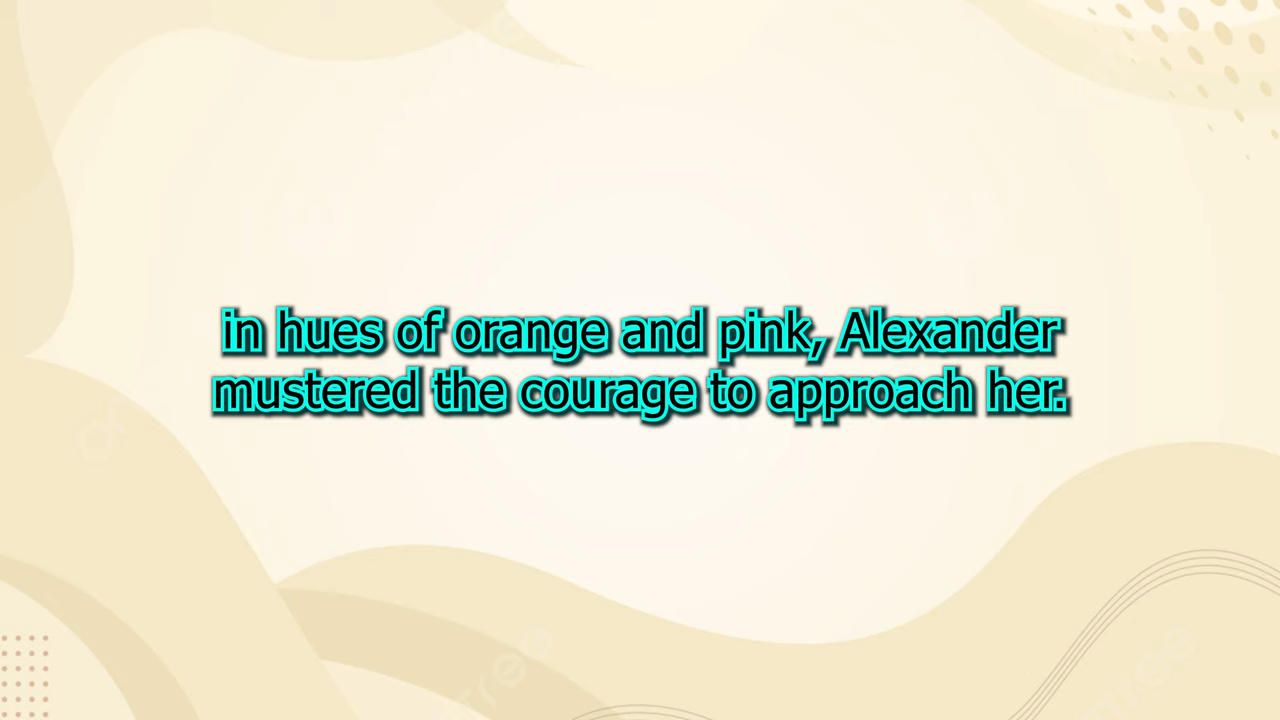 in hues of orange and pink, Alexander
mustered the courage to approach her.